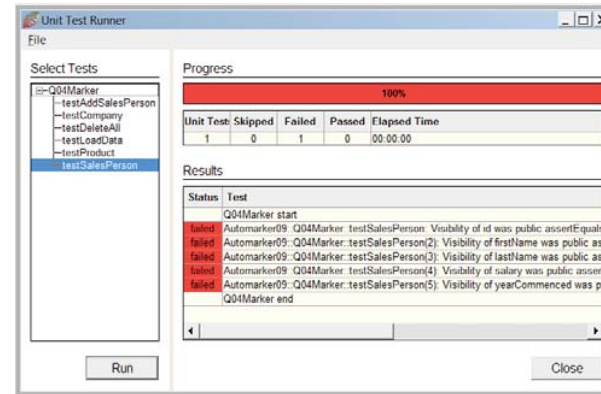 Unit Test Runner
File
Select Tests
Q04Marker
testAddSalesPerson
testCompany
testDeleteAll
testLoadData
testProduct
testSalesPerson
Run
Progress
100%
Unit Test Skipped Failed Passed Elapsed Time
1 0 1 0 00:00:00
Results
Status Test
Q04Marker start
failed Automarker09::Q04Marker::testSalesPerson: Visibility of id was public assertEquals
failed Automarker09::Q04Marker::testSalesPerson(2): Visibility of firstName was public as
failed Automarker09::Q04Marker::testSalesPerson(3): Visibility of lastName was public as
failed Automarker09::Q04Marker::testSalesPerson(4): Visibility of salary was public asser
failed Automarker09::Q04Marker::testSalesPerson(5): Visibility of yearCommenced was p
Q04Marker end
Close